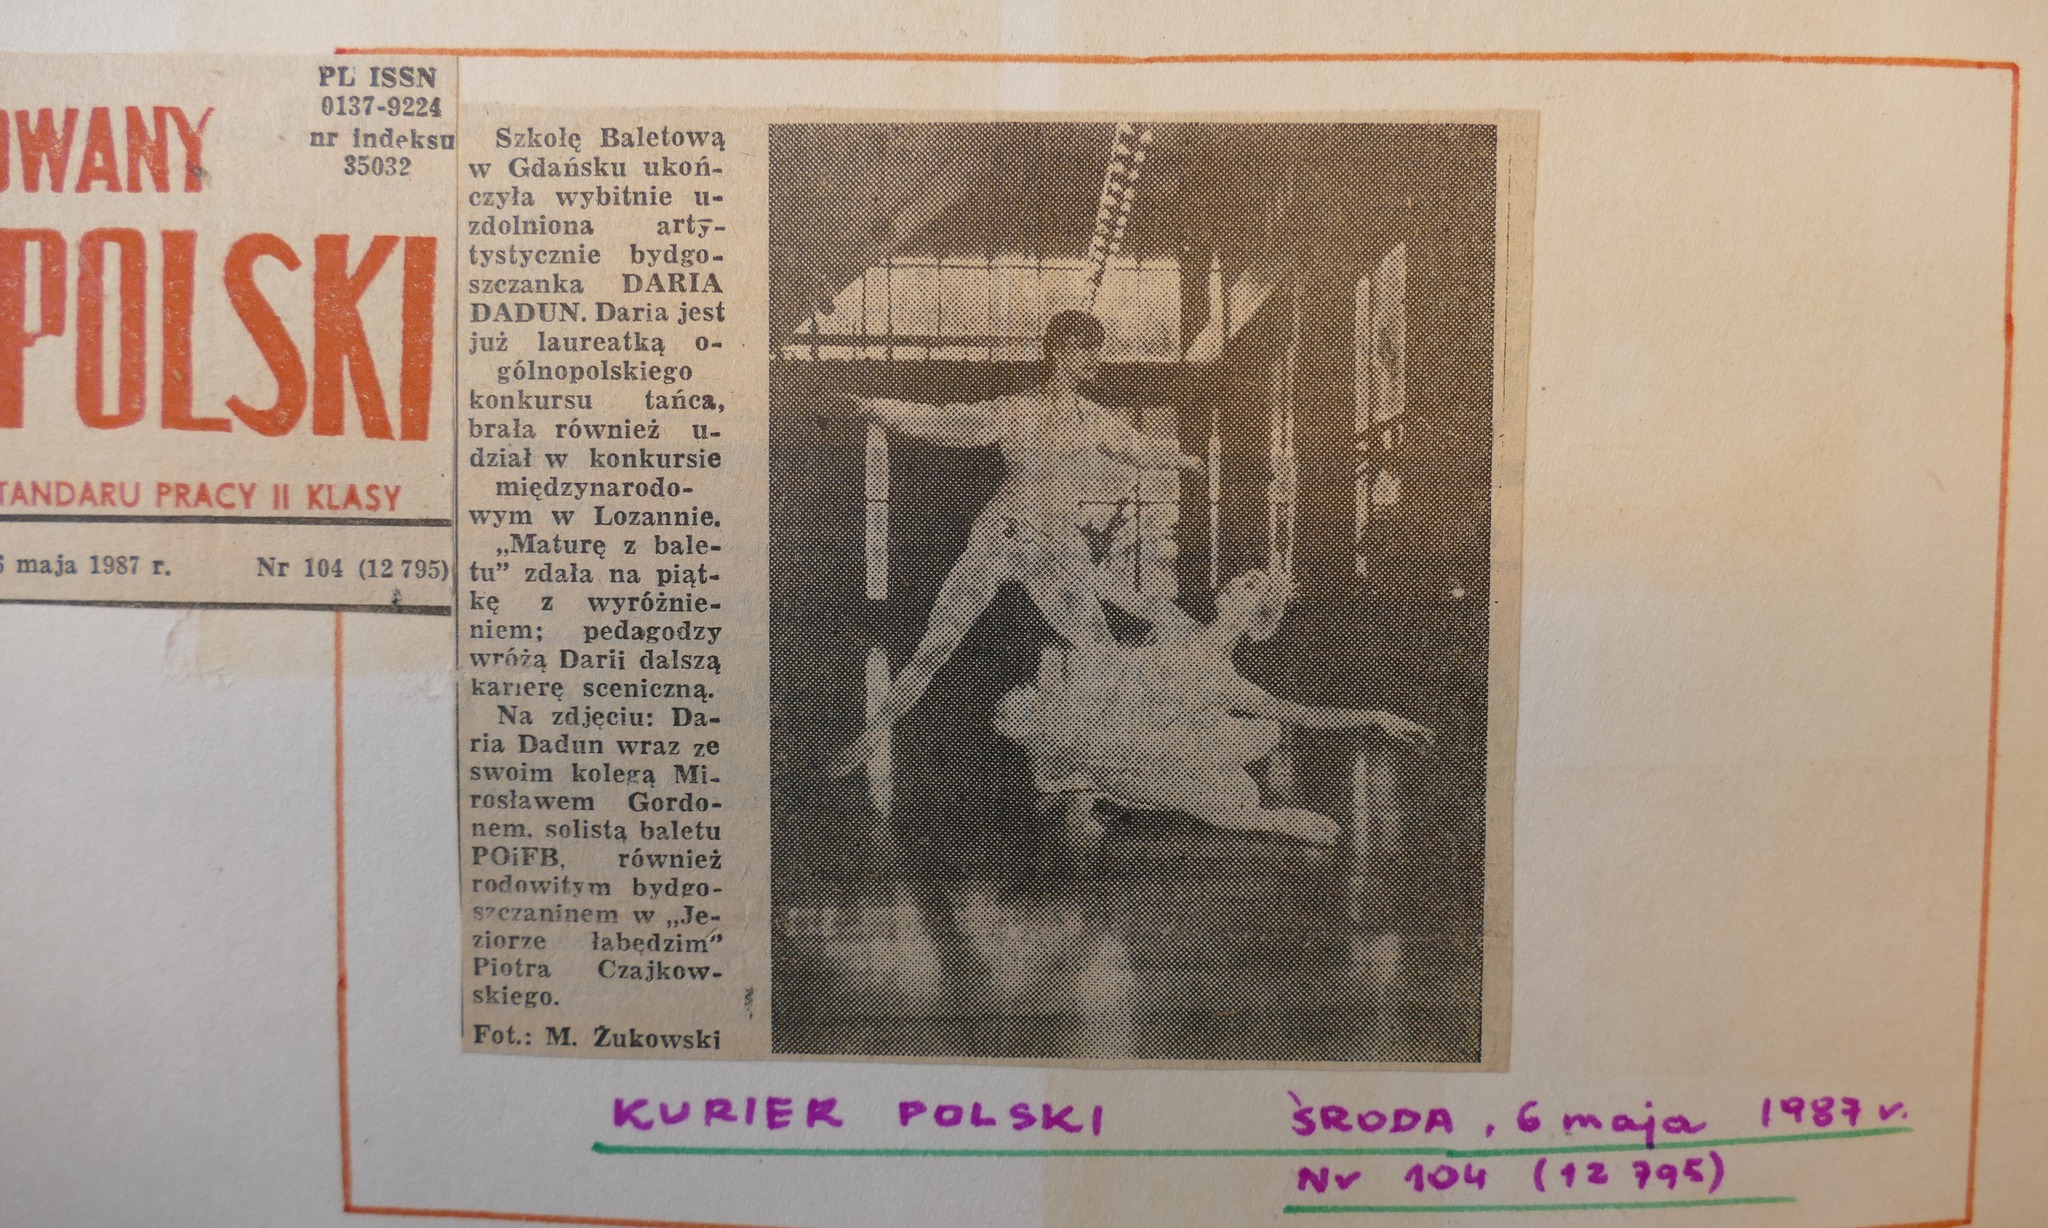 OWANY
POLSKI
PL ISSN
0137-9224
nr indeksu
35032
TANDARU PRACY II KLASY
6 maja 1987 r. Nr 104 (12 795)
Szkołę Baletową
w Gdańsku ukoń-
czyła wybitnie u-
zdolniona arty-
tystycznie bydgo-
szczanka DARIA
DADUN. Daria jest
już laureatką o-
gólnopolskiego
konkursu tańca,
brała również u-
dział w konkursie
międzynarodo-
wym w Lozannie.
„Maturę z bale-
tu” zdała na piąt-
kę z wyróżnie-
niem; pedagodzy
wróżą Darii dalszą
karierę sceniczną.
Na zdjęciu: Da-
ria Dadun wraz ze
swoim kolegą Mi-
rosławem Gordo-
nem, solistą baletu
POiFB, również
rodowitym bydgo-
szczaninem w „Je-
ziorze łabędzim”
Piotra Czajkow-
skiego.
Fot.: M. Żukowski
KURIER POLSKI ŚRODA, 6 maja 1987 r.
Nr 104 (12 795)